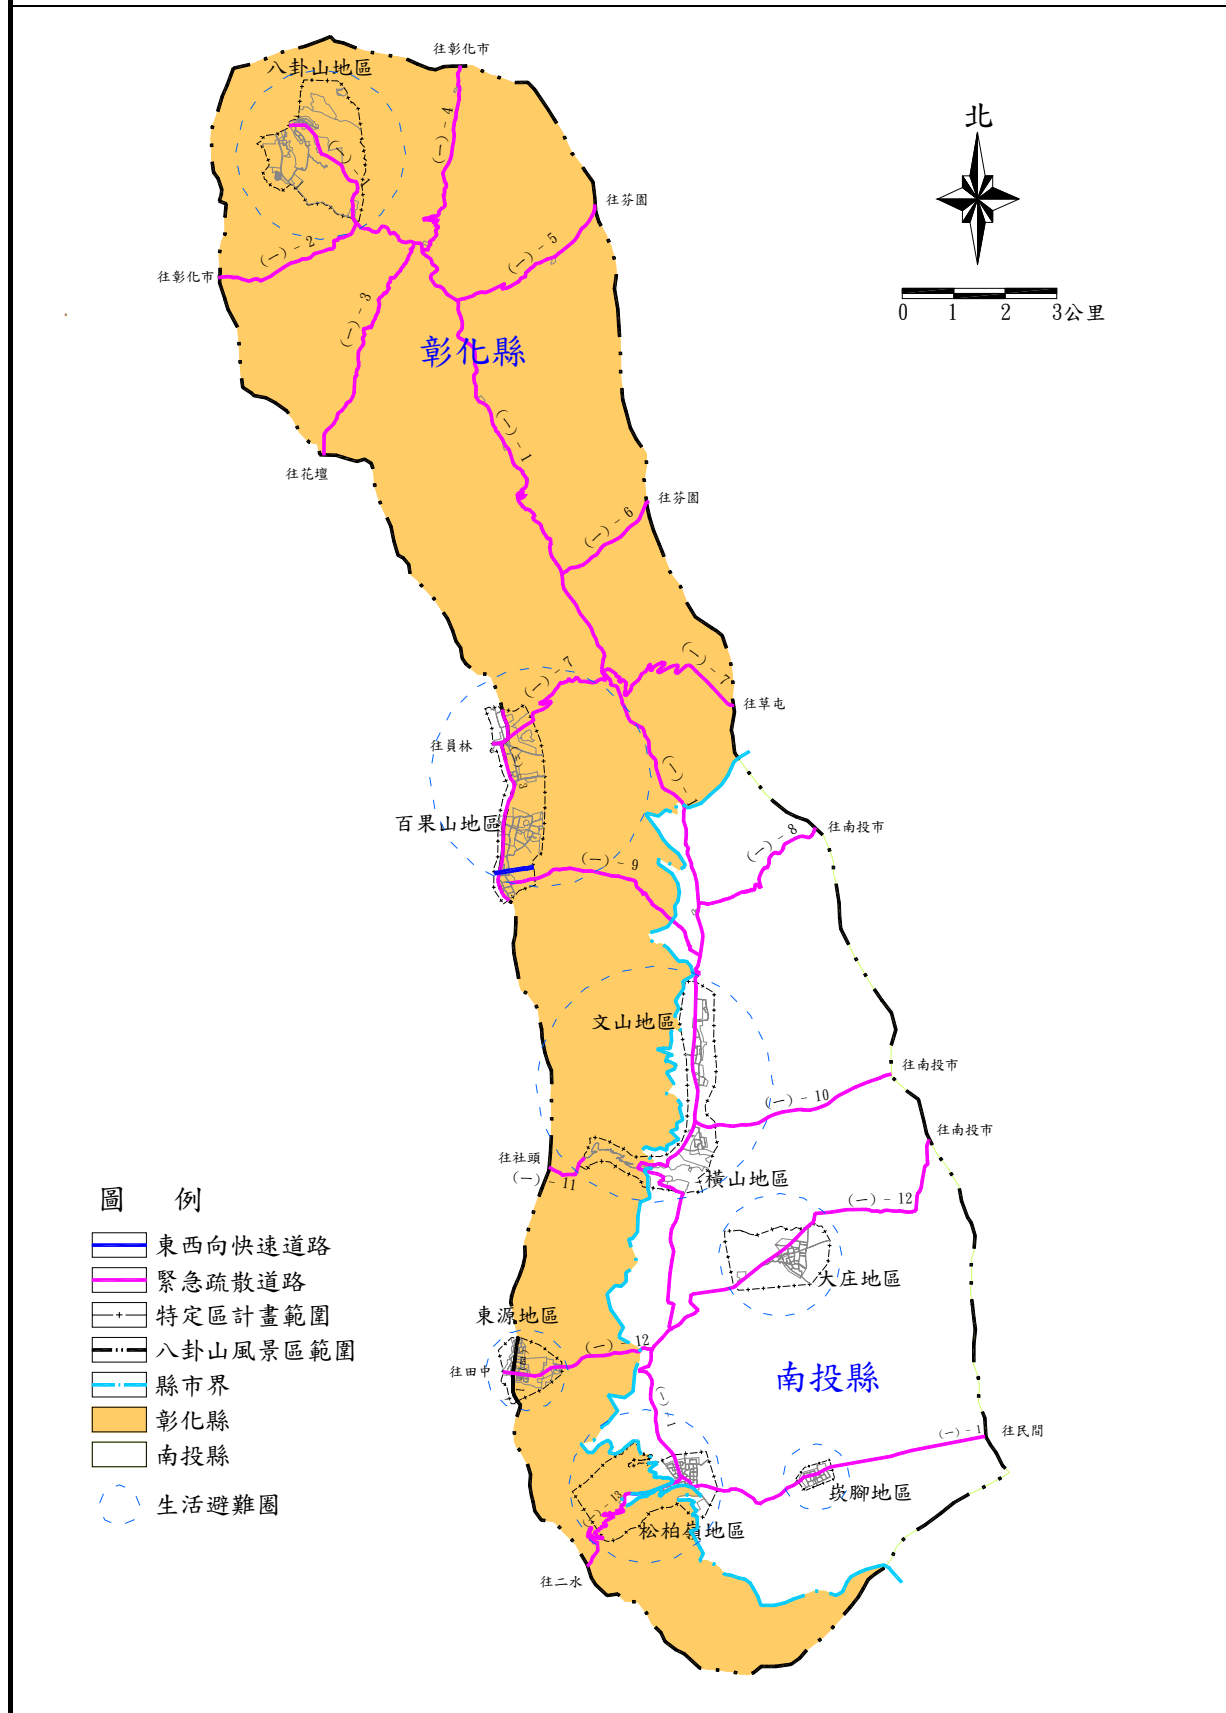 往彰化市
八卦山地區
北
(一)-4
(一)-1
往芬園
(一)-2
(一)-5
往彰化市
(一)-3
0 1 2 3公里
彰化縣
(一)-1
往花壇
往芬園
(一)-6
(一)-7
(一)-7
往草屯
往員林
(一)-1
百果山地區
往南投市
(一)-8
(一)-9
文山地區
往南投市
(一)-10
往南投市
往社頭
(一)-11
橫山地區
(一)-12
大庄地區
東源地區
(一)-12
往田中
南投縣
(一)-1
(一)-1
往民間
崁腳地區
(一)-13
松柏嶺地區
往二水
圖 例
東西向快速道路
緊急疏散道路
特定區計畫範圍
八卦山風景區範圍
縣市界
彰化縣
南投縣
生活避難圈